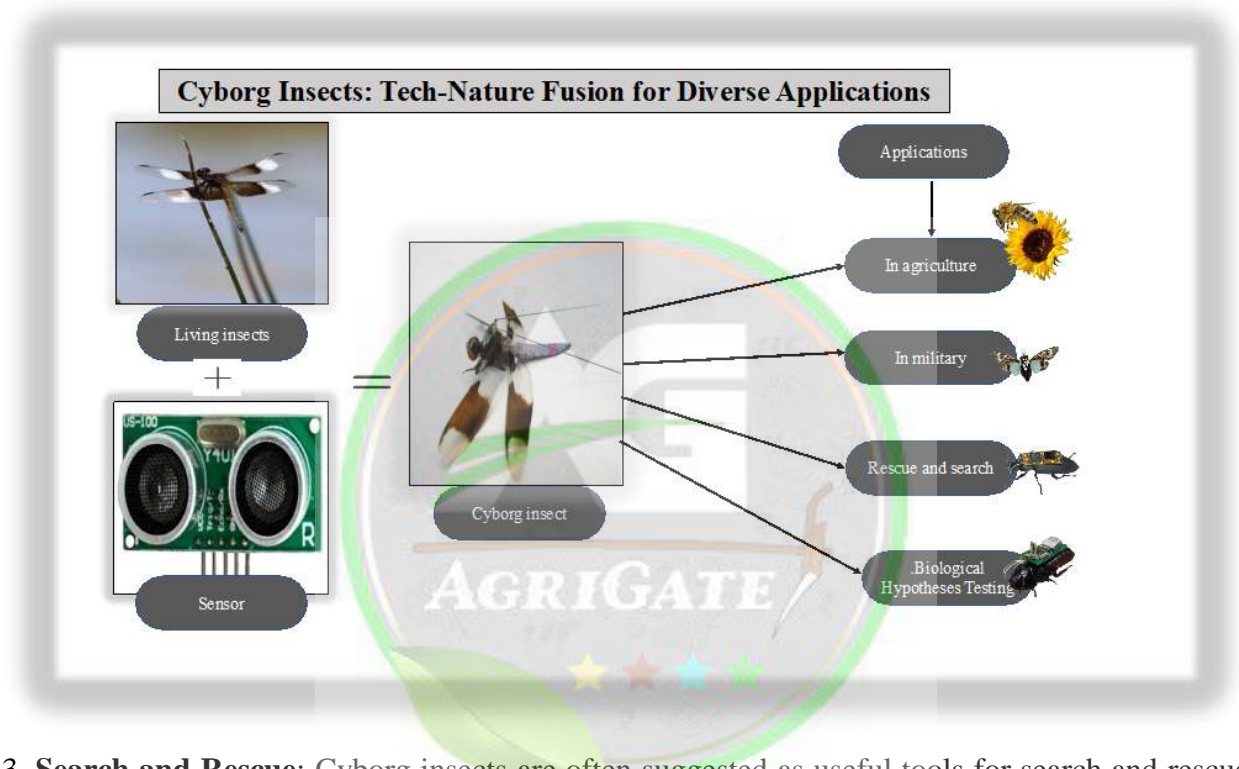 Cyborg Insects: Tech-Nature Fusion for Diverse Applications
Applications
In agriculture
Living insects
In military
+
=
US-100
Y4U1
R
Rescue and search
Cyborg insect
.Biological
Hypotheses Testing
Sensor
AGRIGATE
3. Search and Rescue: Cyborg insects are often suggested as useful tools for search and rescue